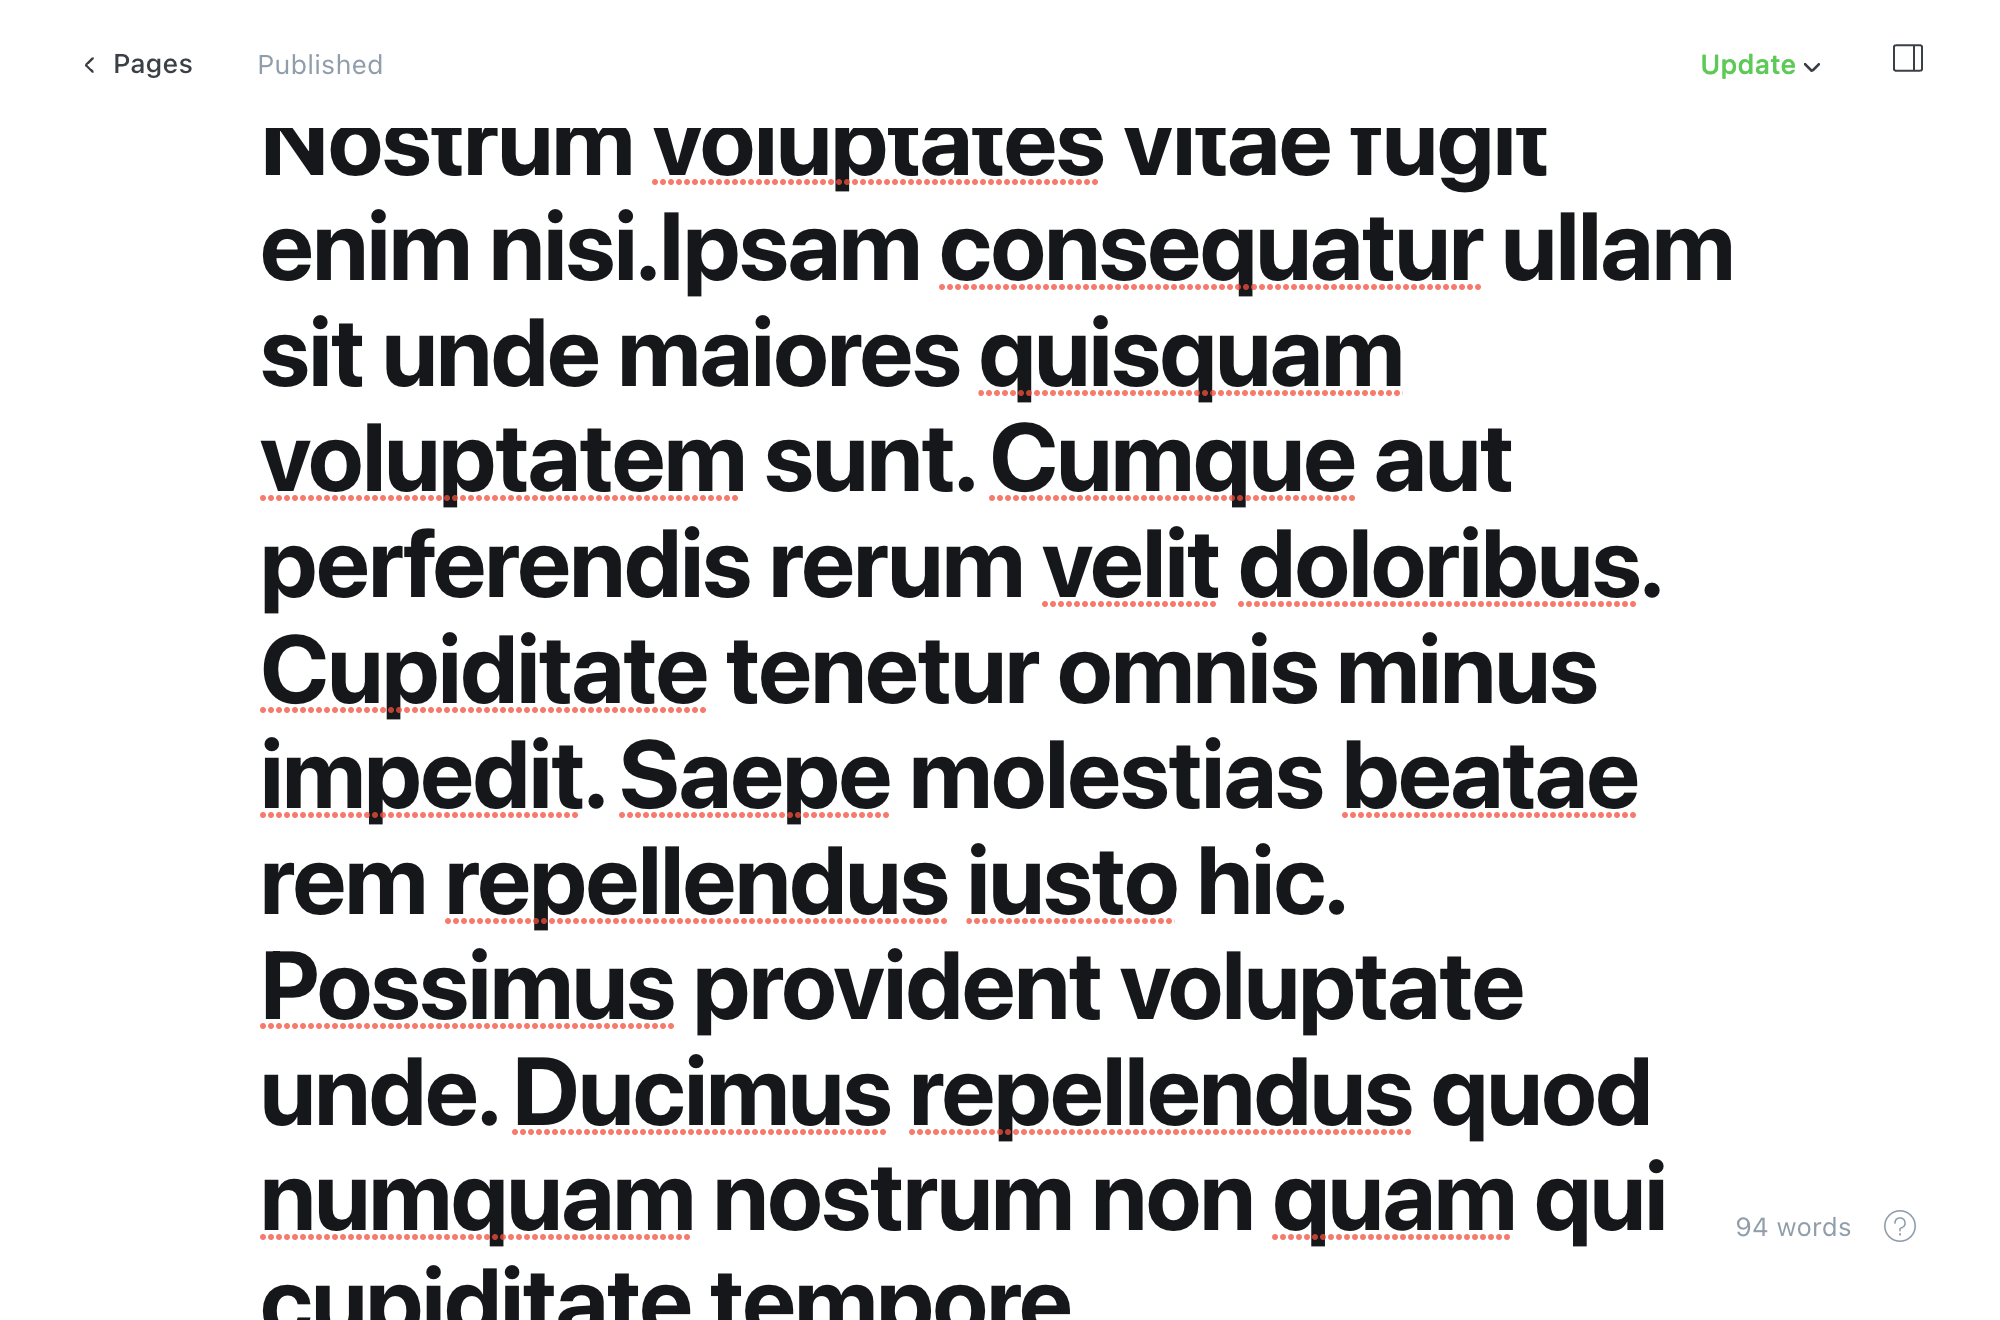 Pages
Published
Update
Nostrum voluptates vitae fugit
enim nisi.Ipsam consequatur ullam
sit unde maiores quisquam
voluptatem sunt. Cumque aut
perferendis rerum velit doloribus.
Cupiditate tenetur omnis minus
impedit. Saepe molestias beatae
rem repellendus iusto hic.
Possimus provident voluptate
unde. Ducimus repellendus quod
numquam nostrum non quam qui
cupiditate tempore
94 words
?